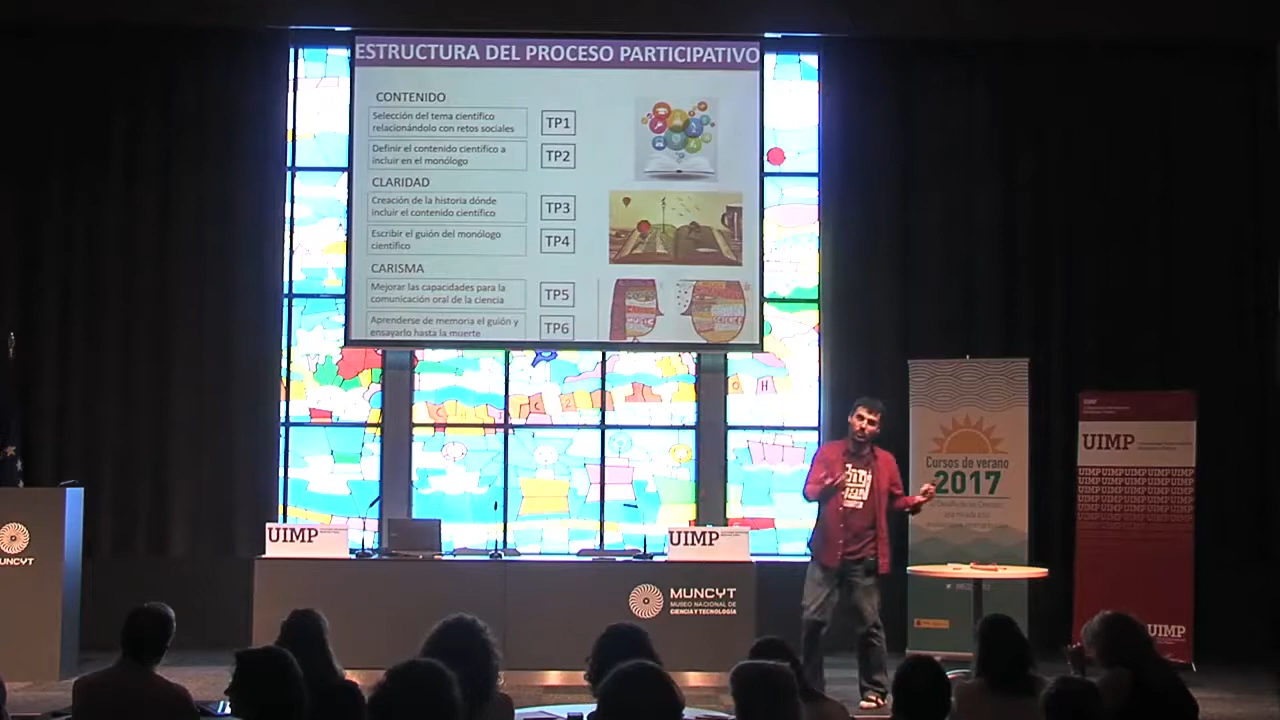 ESTRUCTURA DEL PROCESO PARTICIPATIVO
CONTENIDO
Selección del tema científico
relacionándolo con retos sociales
TP1
Definir el contenido científico a
incluir en el monólogo
TP2
CLARIDAD
Creación de la historia dónde
incluir el contenido científico
TP3
Escribir el guión del monólogo
científico
TP4
CARISMA
Mejorar las capacidades para la
comunicación oral de la ciencia
TP5
Aprenderse de memoria el guión y
ensayarlo hasta la muerte
TP6
UIMP
UIMP
MUNCYT
MUSEO NACIONAL DE
CIENCIA Y TECNOLOGÍA
UNCYT
Cursos de verano
2017
UIMP
UIMP